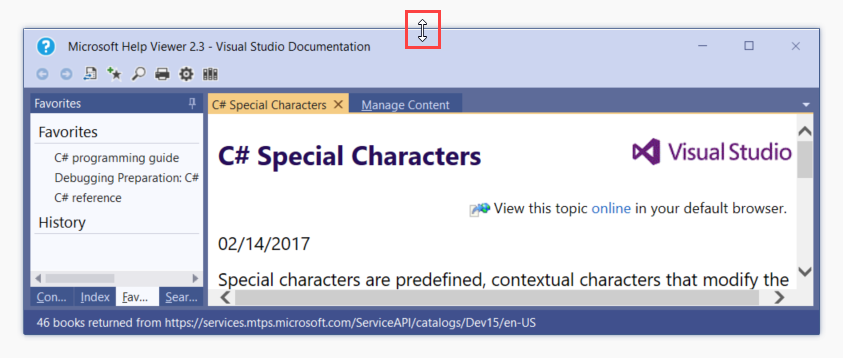 Microsoft Help Viewer 2.3 - Visual Studio Documentation
Favorites
C# Special Characters
Manage Content
Favorites
C# programming guide
Debugging Preparation: C#
C# reference
History
C# Special Characters
Visual Studio
View this topic online in your default browser.
02/14/2017
Special characters are predefined, contextual characters that modify the
Con... Index Fav... Sear...
46 books returned from https://services.mtps.microsoft.com/ServiceAPI/catalogs/Dev15/en-US